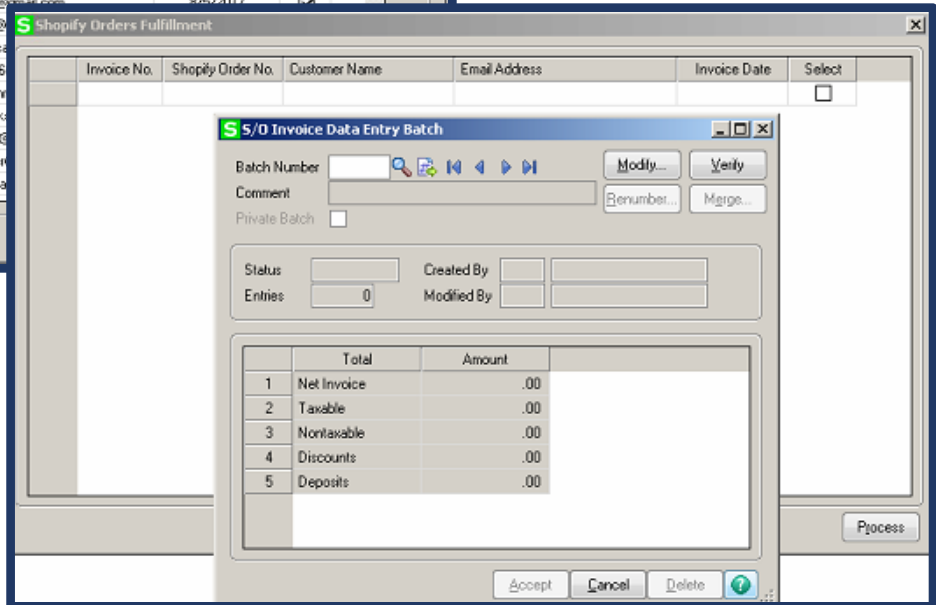 S Shopify Orders Fulfillment
Invoice No. Shopify Order No. Customer Name Email Address Invoice Date Select
S S/O Invoice Data Entry Batch
Batch Number Modify... Verify
Comment Renumber... Merge...
Private Batch
Status Created By
Entries 0 Modified By
Total Amount
1 Net Invoice .00
2 Taxable .00
3 Nontaxable .00
4 Discounts .00
5 Deposits .00
Process
Accept Cancel Delete ?